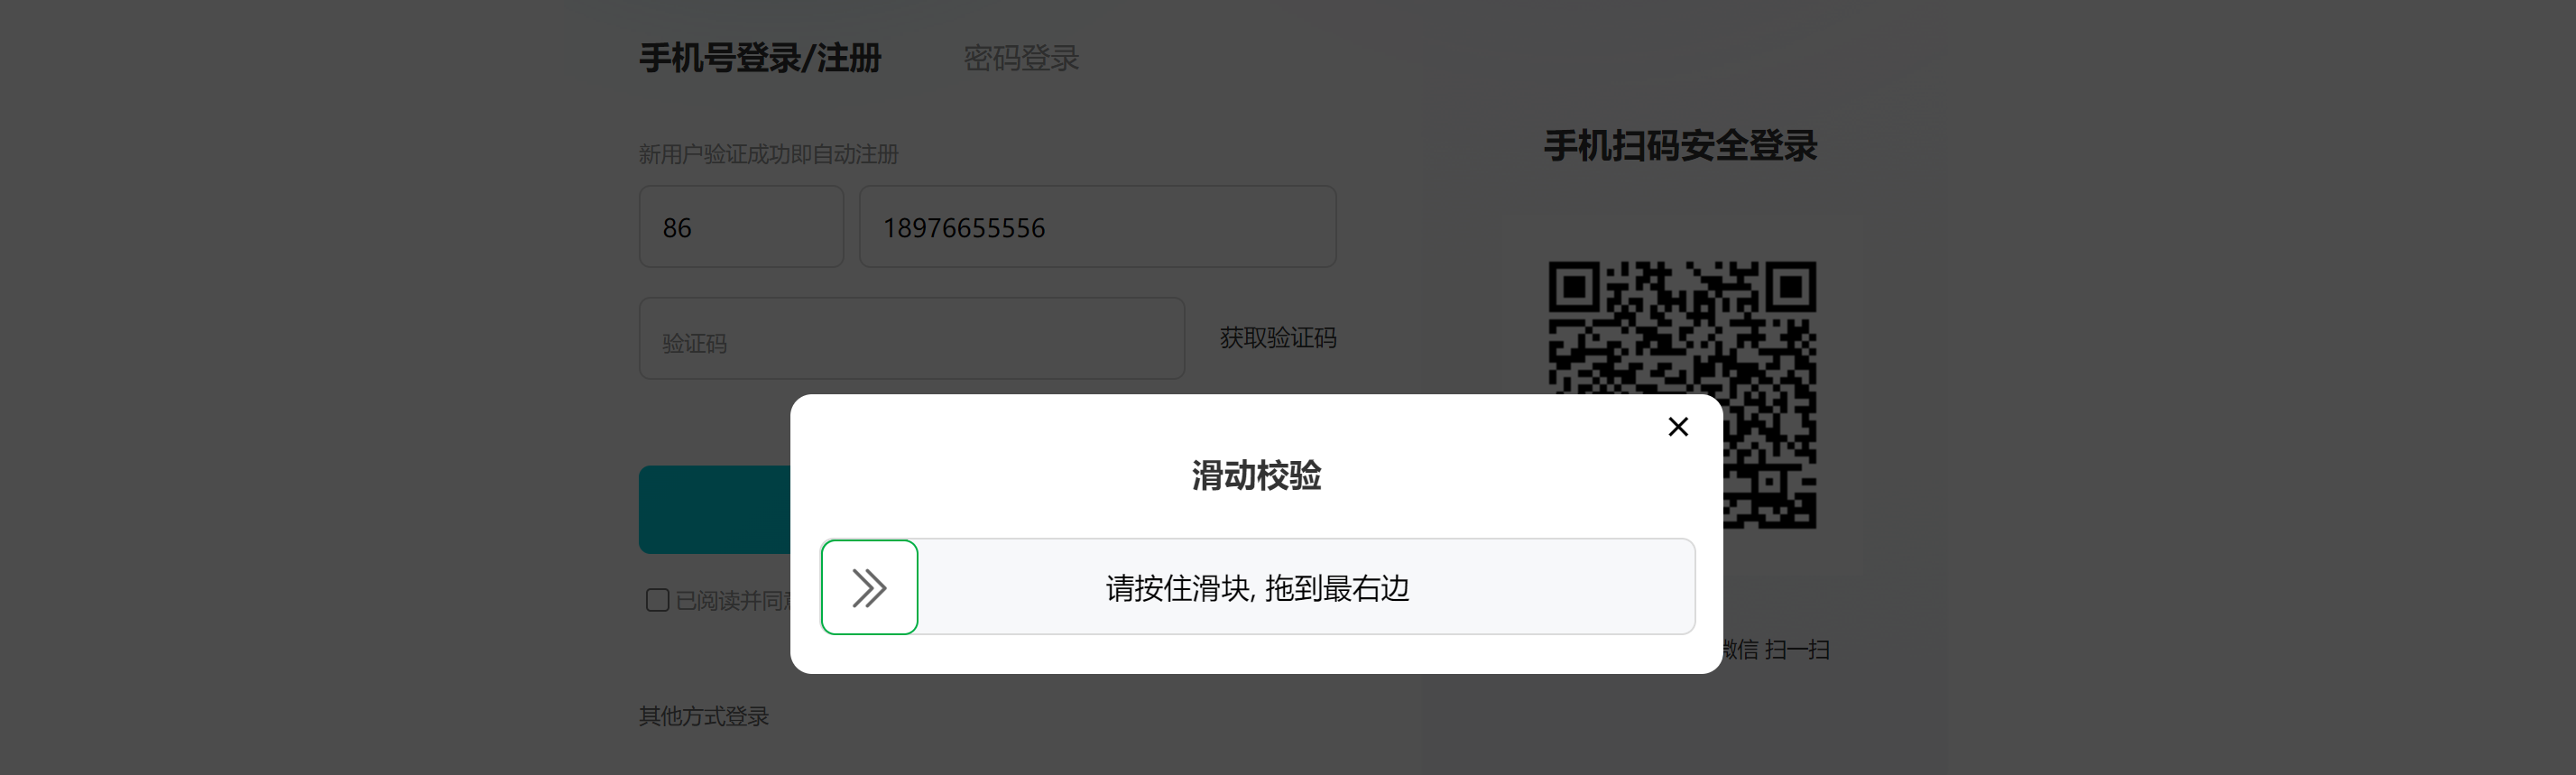 手机号登录/注册
密码登录
新用户验证成功即自动注册
86
18976655556
验证码
获取验证码
已阅读并同意
其他方式登录
手机扫码安全登录
微信 扫一扫
滑动校验
请按住滑块, 拖到最右边